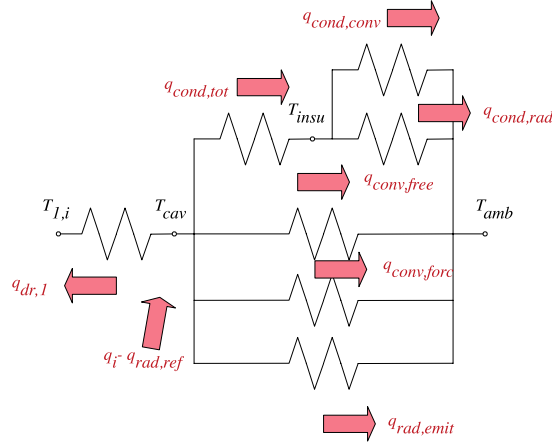 q_cond,conv
q_cond,tot
T_insu
q_cond,rad
q_conv,free
T_1,i
T_cav
T_amb
q_conv,forc
q_dr,1
q_i - q_rad,ref
q_rad,emit